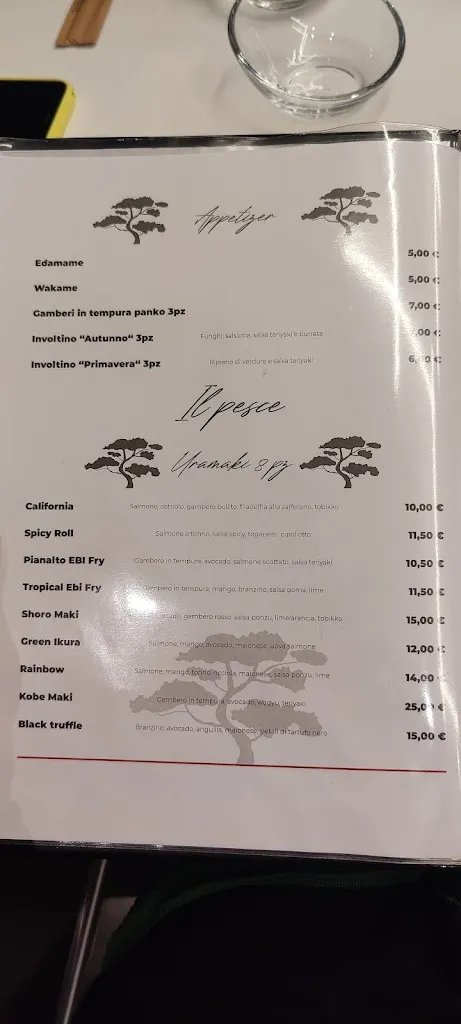 Appetizer
Edamame 5,00 €
Wakame 5,00 €
Gamberi in tempura panko 3pz 7,00 €
Involtino "Autunno" 3pz Funghi, salsiccia, salsa teriyaki e burrata ,00 €
Involtino "Primavera" 3pz Ripieno di verdure e salsa teriyaki 6, 0 €
Il pesce
Uramaki 8 pz
California Salmone, cetriolo, gambero bollito, filadelfia allo zafferano, tobikko 10,00 €
Spicy Roll Salmone e tonno, salsa spicy, togarashi, cipollotto 11,50 €
Pianalto EBI Fry Gambero in tempura, avocado, salmone scottato, salsa teriyaki 10,50 €
Tropical Ebi Fry Gambero in tempura, mango, branzino, salsa goma, lime 11,50 €
Shoro Maki gambero rosso, salsa ponzu, limevarancia, tobikko 15,00 €
Green Ikura Salmone, mango, avocado, maionese, uova salmone 12,00 €
Rainbow Salmone, mango, tonno, ricciola, maionese, salsa ponzu, lime 14,00 €
Kobe Maki Gambero in tempura, avocado, wagyu, teriyaki 25,00 €
Black truffle Branzino, avocado, anguilla, maionese, petali di tartufo nero 15,00 €